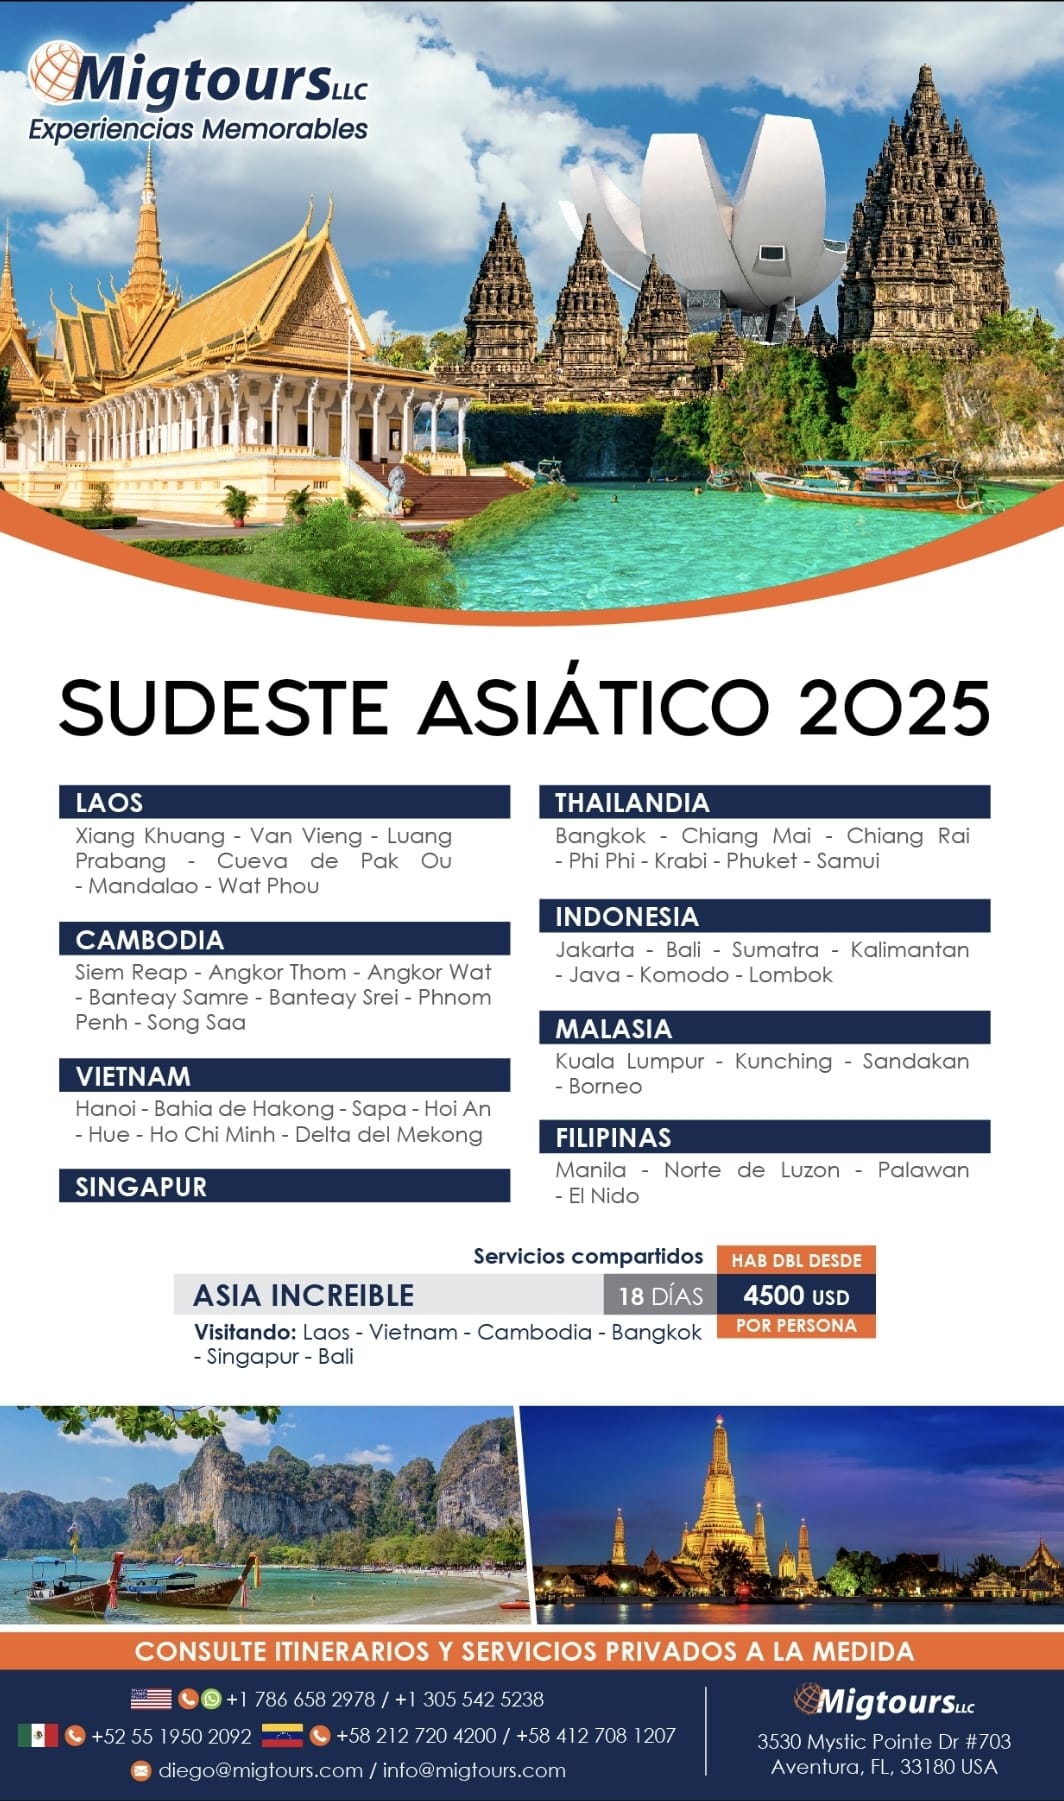 Migtours LLC
Experiencias Memorables
SUDESTE ASIÁTICO 2025
LAOS
Xiang Khuang - Van Vieng - Luang
Prabang - Cueva de Pak Ou
- Mandalao - Wat Phou
CAMBODIA
Siem Reap - Angkor Thom - Angkor Wat
- Banteay Samre - Banteay Srei - Phnom
Penh - Song Saa
VIETNAM
Hanoi - Bahia de Hakong - Sapa - Hoi An
- Hue - Ho Chi Minh - Delta del Mekong
SINGAPUR
THAILANDIA
Bangkok - Chiang Mai - Chiang Rai
- Phi Phi - Krabi - Phuket - Samui
INDONESIA
Jakarta - Bali - Sumatra - Kalimantan
- Java - Komodo - Lombok
MALASIA
Kuala Lumpur - Kunching - Sandakan
- Borneo
FILIPINAS
Manila - Norte de Luzon - Palawan
- El Nido
Servicios compartidos
HAB DBL DESDE
ASIA INCREIBLE
18 DÍAS
4500 USD
POR PERSONA
Visitando: Laos - Vietnam - Cambodia - Bangkok
- Singapur - Bali
CONSULTE ITINERARIOS Y SERVICIOS PRIVADOS A LA MEDIDA
+1 786 658 2978 / +1 305 542 5238
+52 55 1950 2092
+58 212 720 4200 / +58 412 708 1207
diego@migtours.com / info@migtours.com
Migtours LLC
3530 Mystic Pointe Dr #703
Aventura, FL, 33180 USA